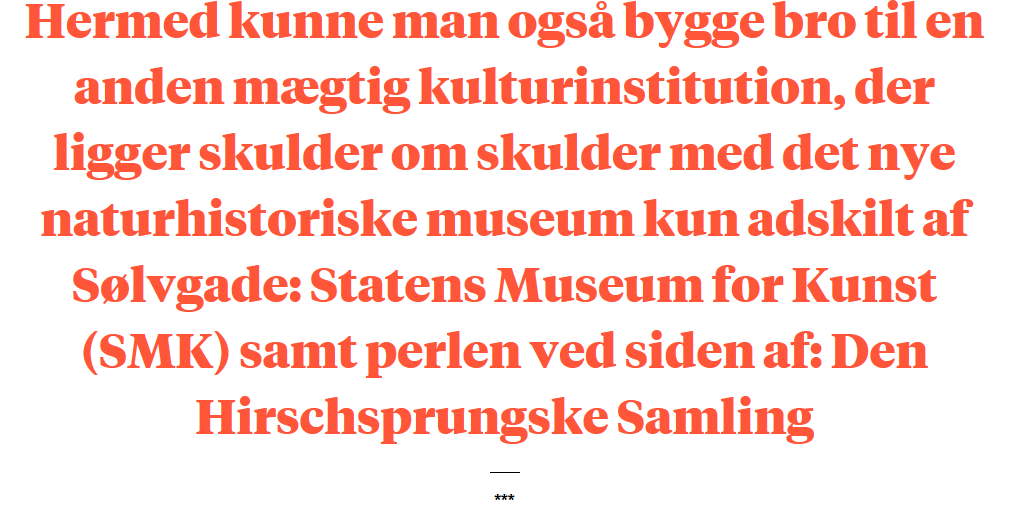 Hermed kunne man også bygge bro til en
anden mægtig kulturinstitution, der
ligger skulder om skulder med det nye
naturhistoriske museum kun adskilt af
Sølvgade: Statens Museum for Kunst
(SMK) samt perlen ved siden af: Den
Hirschsprungske Samling
***